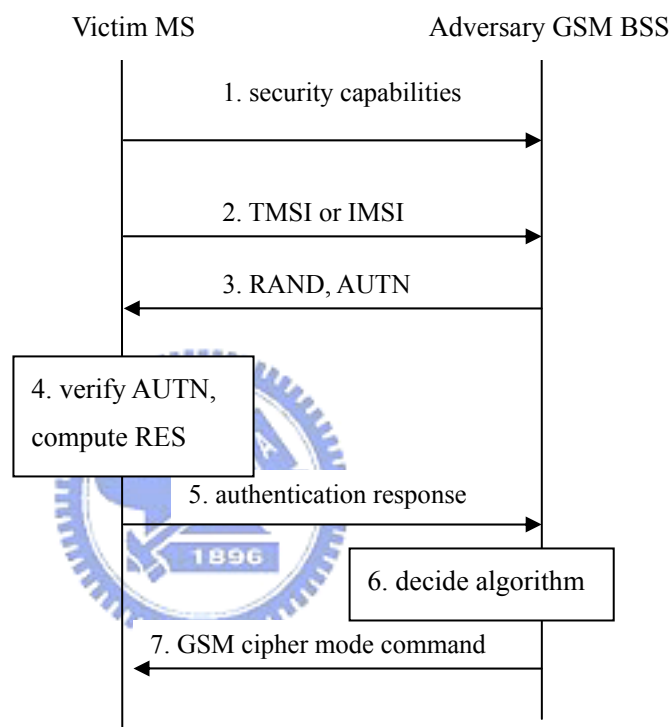 Victim MS
Adversary GSM BSS
1. security capabilities
2. TMSI or IMSI
3. RAND, AUTN
4. verify AUTN,
compute RES
5. authentication response
1896
6. decide algorithm
7. GSM cipher mode command